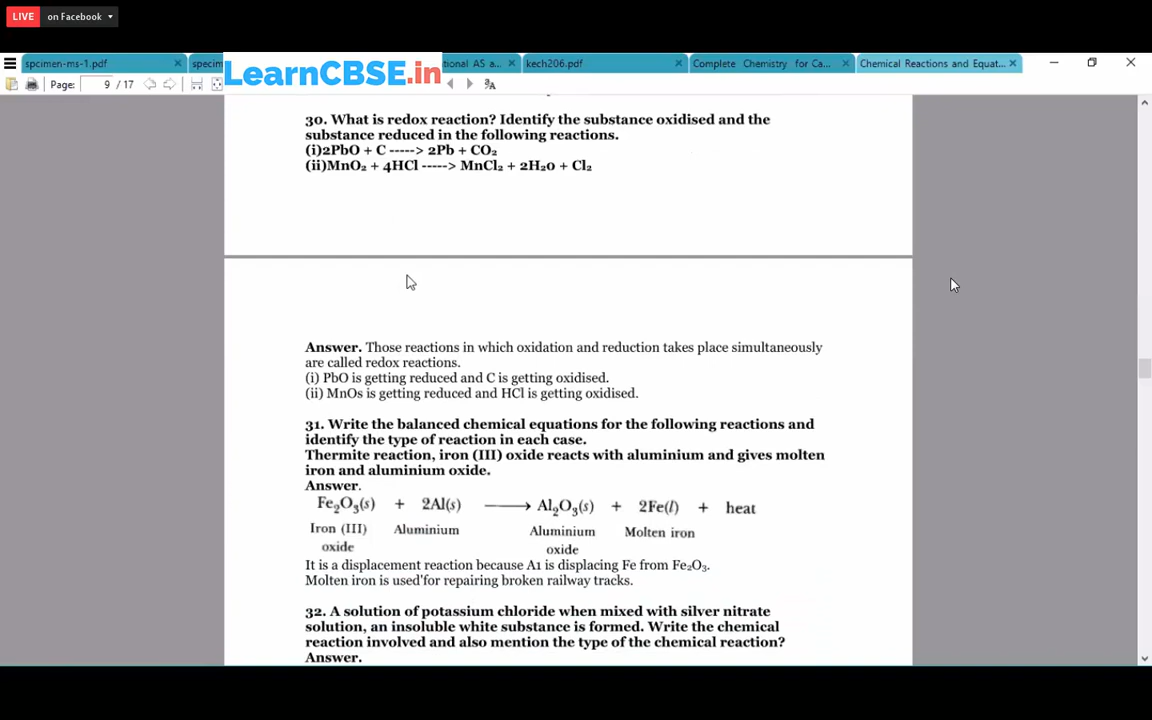 LIVE on Facebook
spcimen-ms-1.pdf × specim LearnCBSE.in tional AS a... × kech206.pdf × Complete Chemistry for Ca... × Chemical Reactions and Equat... ×
Page: 9 / 17
30. What is redox reaction? Identify the substance oxidised and the
substance reduced in the following reactions.
(i)2PbO + C -----> 2Pb + CO₂
(ii)MnO₂ + 4HCl -----> MnCl₂ + 2H₂0 + Cl₂
Answer. Those reactions in which oxidation and reduction takes place simultaneously
are called redox reactions.
(i) PbO is getting reduced and C is getting oxidised.
(ii) MnOs is getting reduced and HCl is getting oxidised.
31. Write the balanced chemical equations for the following reactions and
identify the type of reaction in each case.
Thermite reaction, iron (III) oxide reacts with aluminium and gives molten
iron and aluminium oxide.
Answer.
Fe₂O₃(s) + 2Al(s) ⟶ Al₂O₃(s) + 2Fe(l) + heat
Iron (III) Aluminium Aluminium Molten iron
oxide oxide
It is a displacement reaction because A1 is displacing Fe from Fe₂O₃.
Molten iron is used'for repairing broken railway tracks.
32. A solution of potassium chloride when mixed with silver nitrate
solution, an insoluble white substance is formed. Write the chemical
reaction involved and also mention the type of the chemical reaction?
Answer.